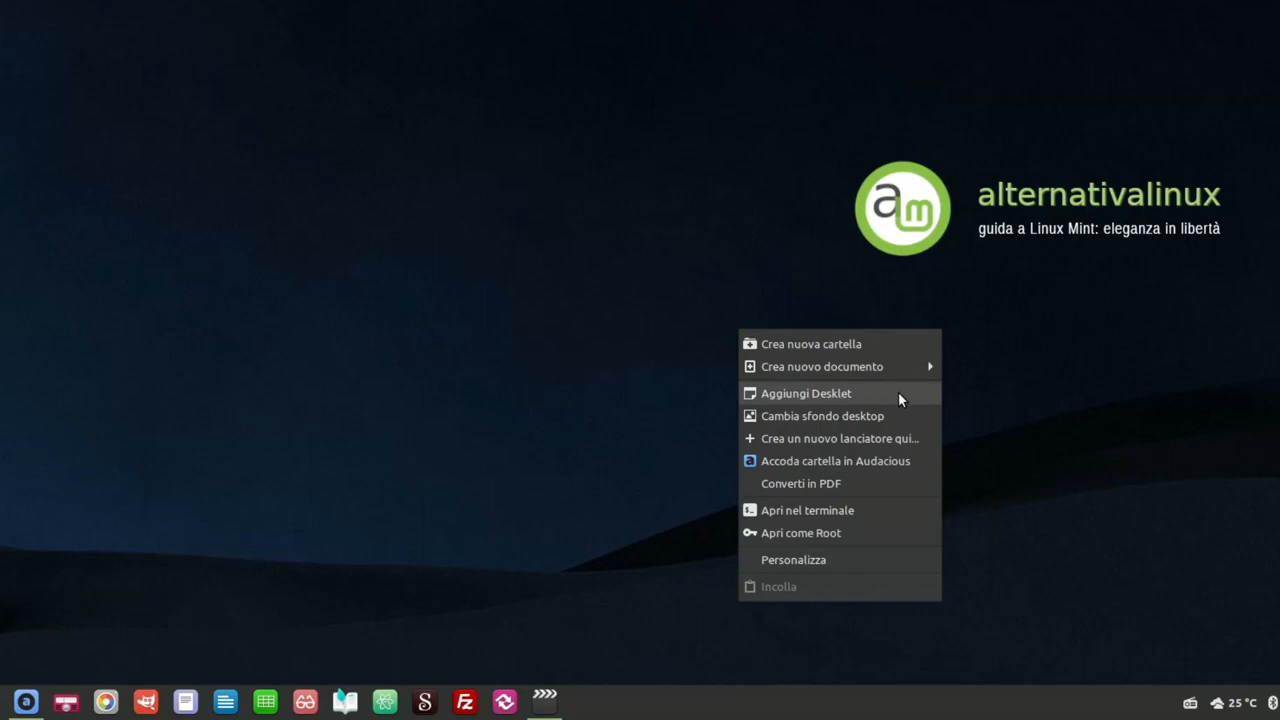 alternativalinux
guida a Linux Mint: eleganza in libertà
Crea nuova cartella
Crea nuovo documento
Aggiungi Desklet
Cambia sfondo desktop
Crea un nuovo lanciatore qui...
Accoda cartella in Audacious
Converti in PDF
Apri nel terminale
Apri come Root
Personalizza
Incolla
25 °C